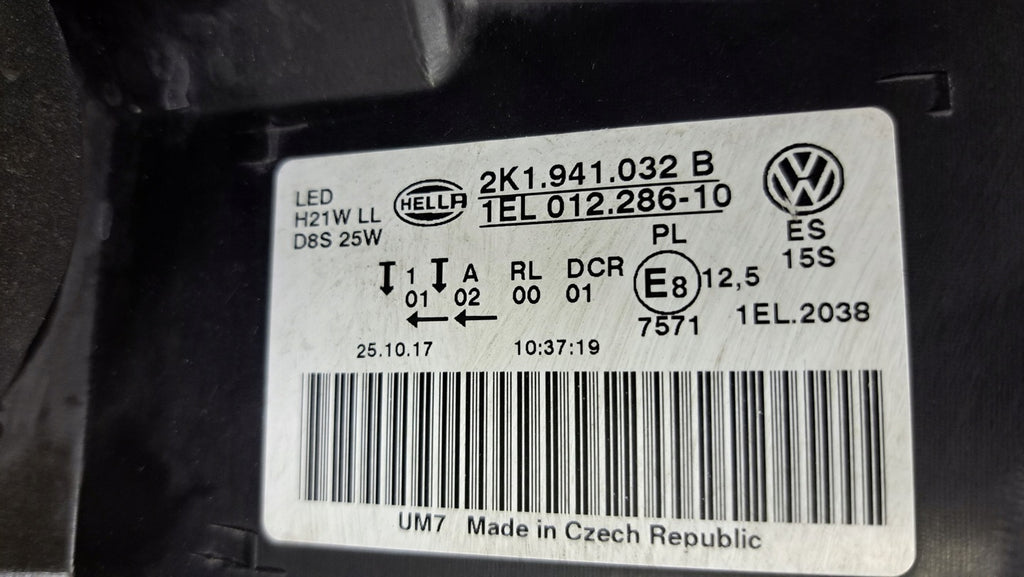 LED
H21W LL
D8S 25W
HELLA
2K1.941.032 B
1EL 012.286-10
ES
15S
PL
E8
12,5
7571
1EL.2038
1 A RL DCR
01 02 00 01
25.10.17 10:37:19
UM7 Made in Czech Republic